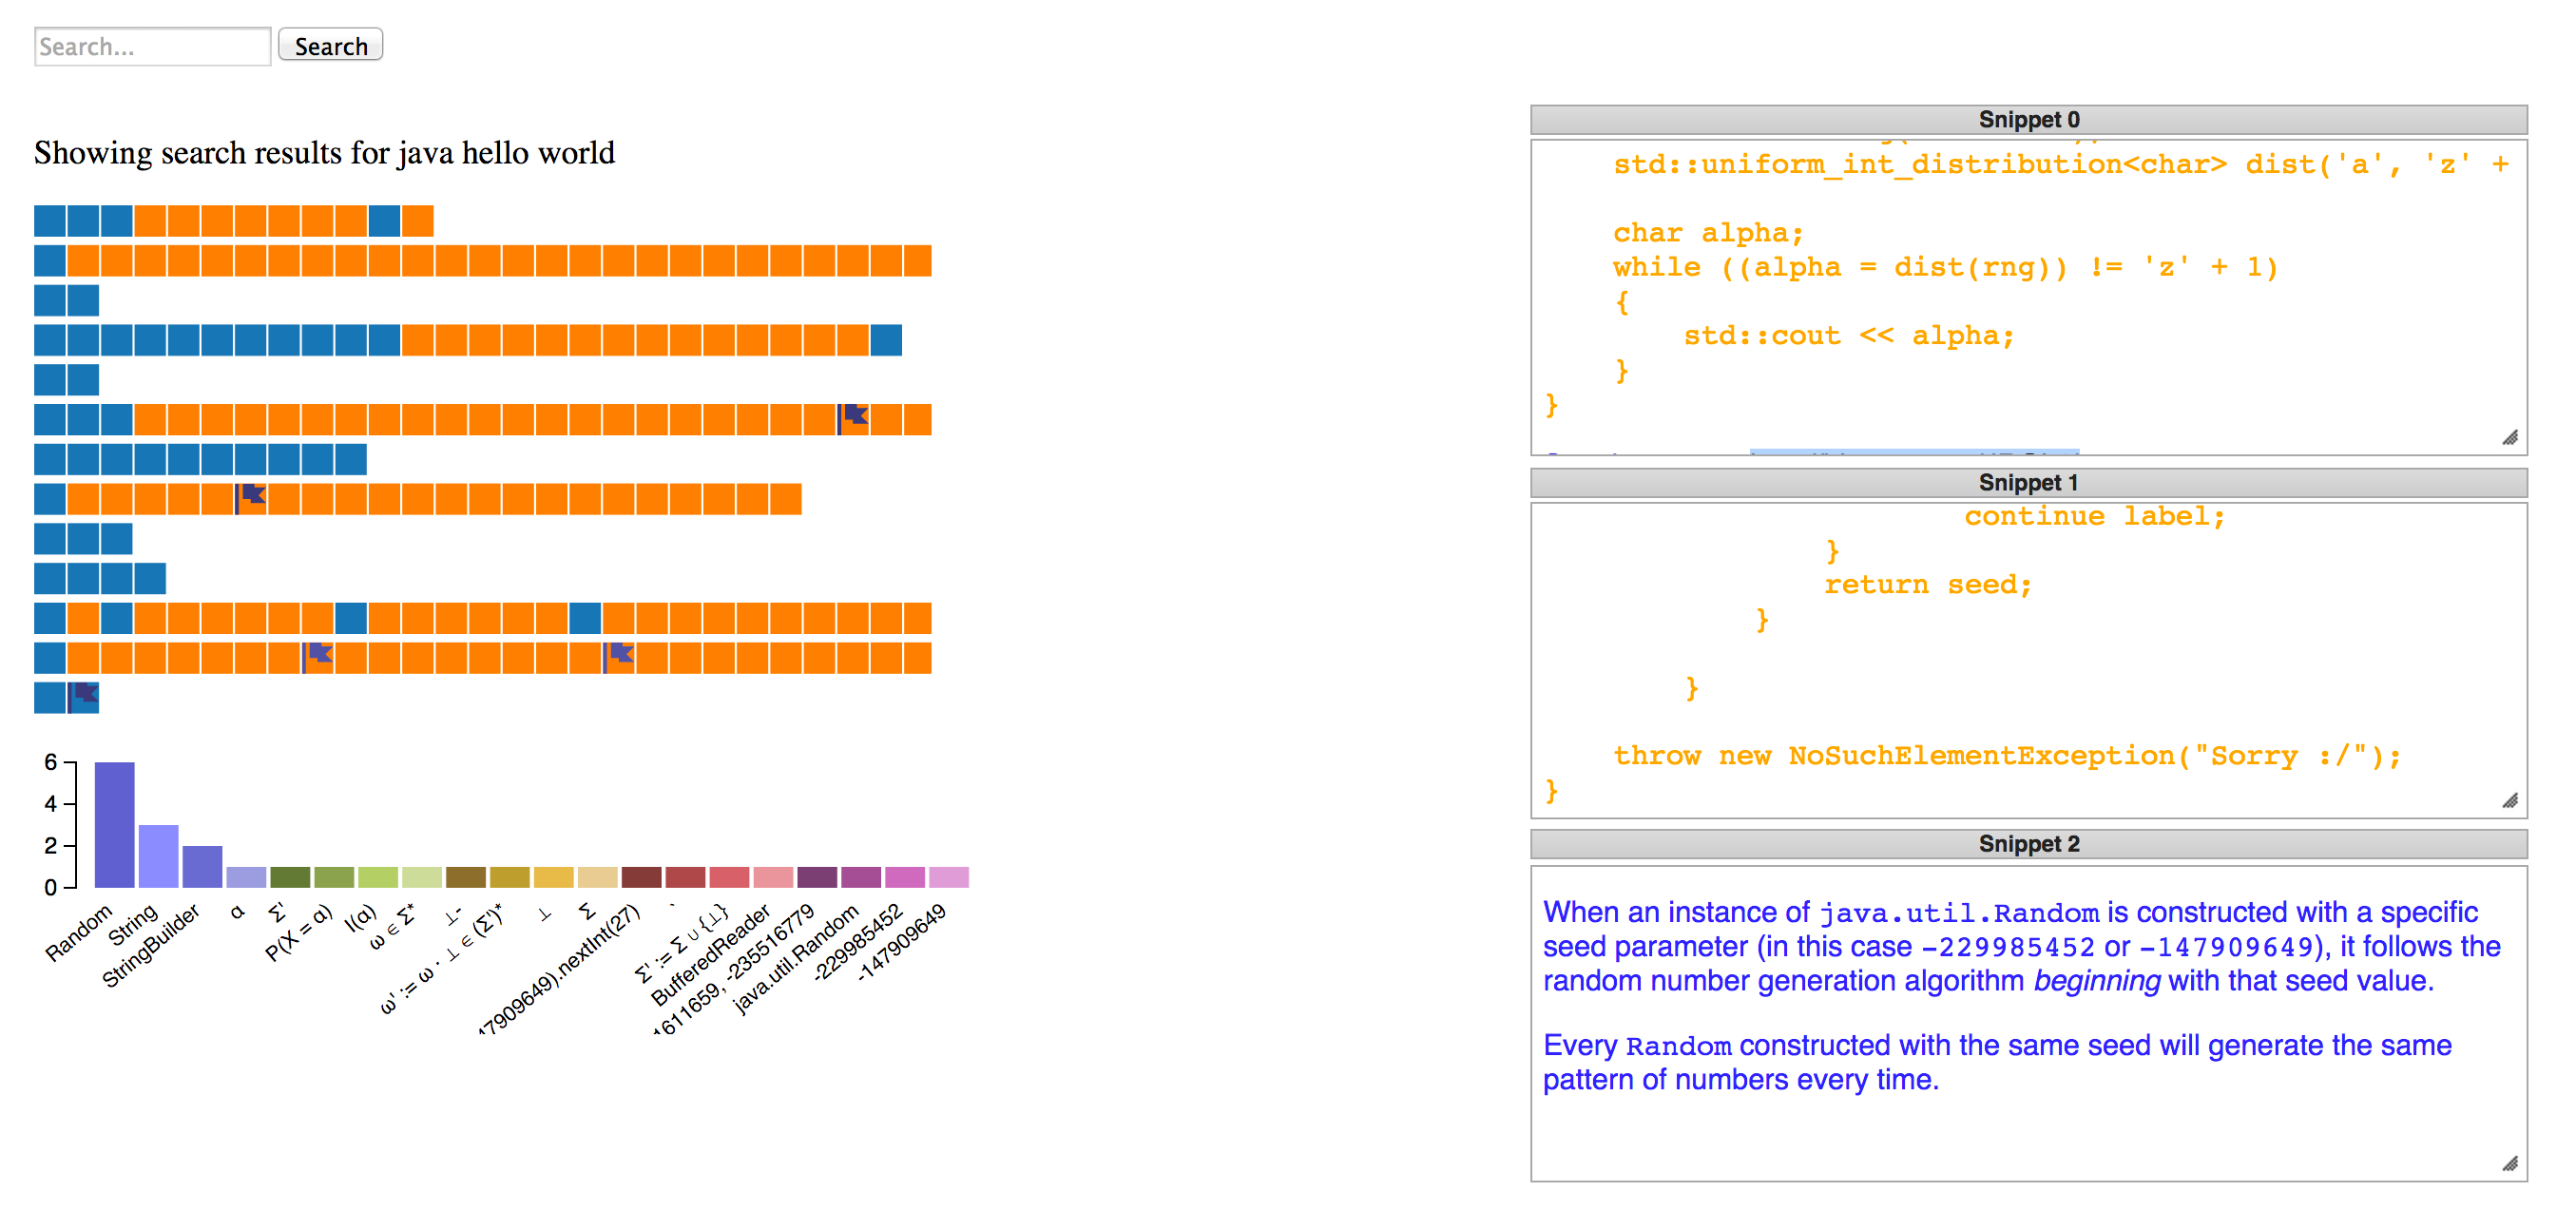 Search...
Search
Showing search results for java hello world
6
4
2
0
Random
String
StringBuilder
α
Σ'
P(X = α)
I(α)
ω ∈ Σ*
⊥-
ω' := ω · ⊥ ∈ (Σ')*
⊥
Σ
47909649).nextInt(27)
`
Σ' := Σ ∪ {⊥}
BufferedReader
1611659, -235516779
java.util.Random
-229985452
-147909649
Snippet 0
std::uniform_int_distribution<char> dist('a', 'z' +
char alpha;
while ((alpha = dist(rng)) != 'z' + 1)
{
std::cout << alpha;
}
}
Snippet 1
continue label;
}
return seed;
}
}
throw new NoSuchElementException("Sorry :/");
}
Snippet 2
When an instance of java.util.Random is constructed with a specific
seed parameter (in this case -229985452 or -147909649), it follows the
random number generation algorithm beginning with that seed value.
Every Random constructed with the same seed will generate the same
pattern of numbers every time.